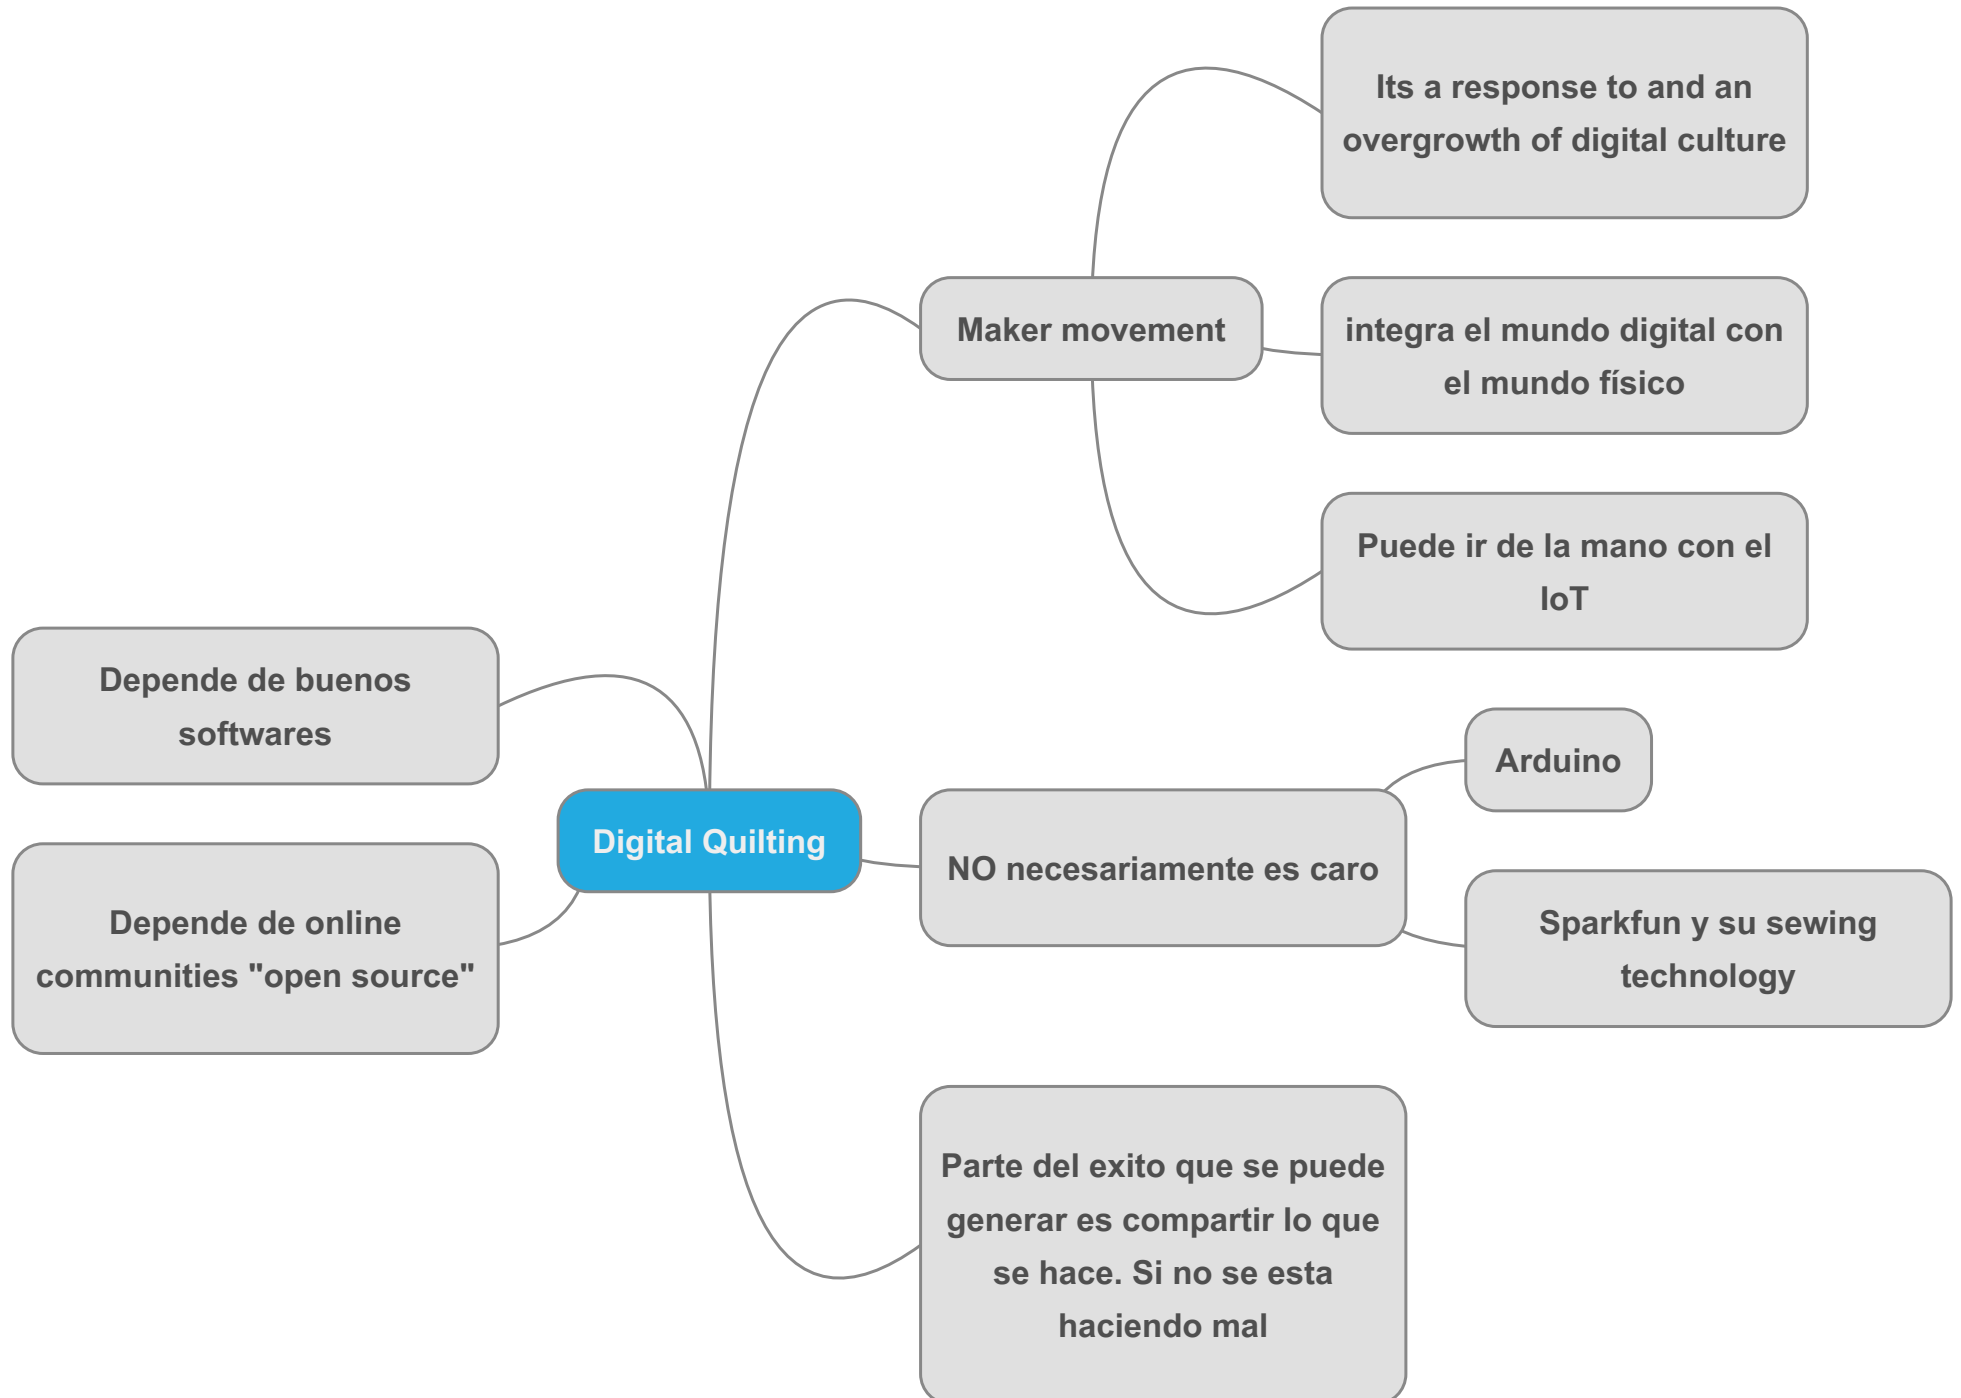 Its a response to and an
overgrowth of digital culture
Maker movement
integra el mundo digital con
el mundo físico
Puede ir de la mano con el
IoT
Depende de buenos
softwares
Arduino
Digital Quilting
NO necesariamente es caro
Depende de online
communities "open source"
Sparkfun y su sewing
technology
Parte del exito que se puede
generar es compartir lo que
se hace. Si no se esta
haciendo mal